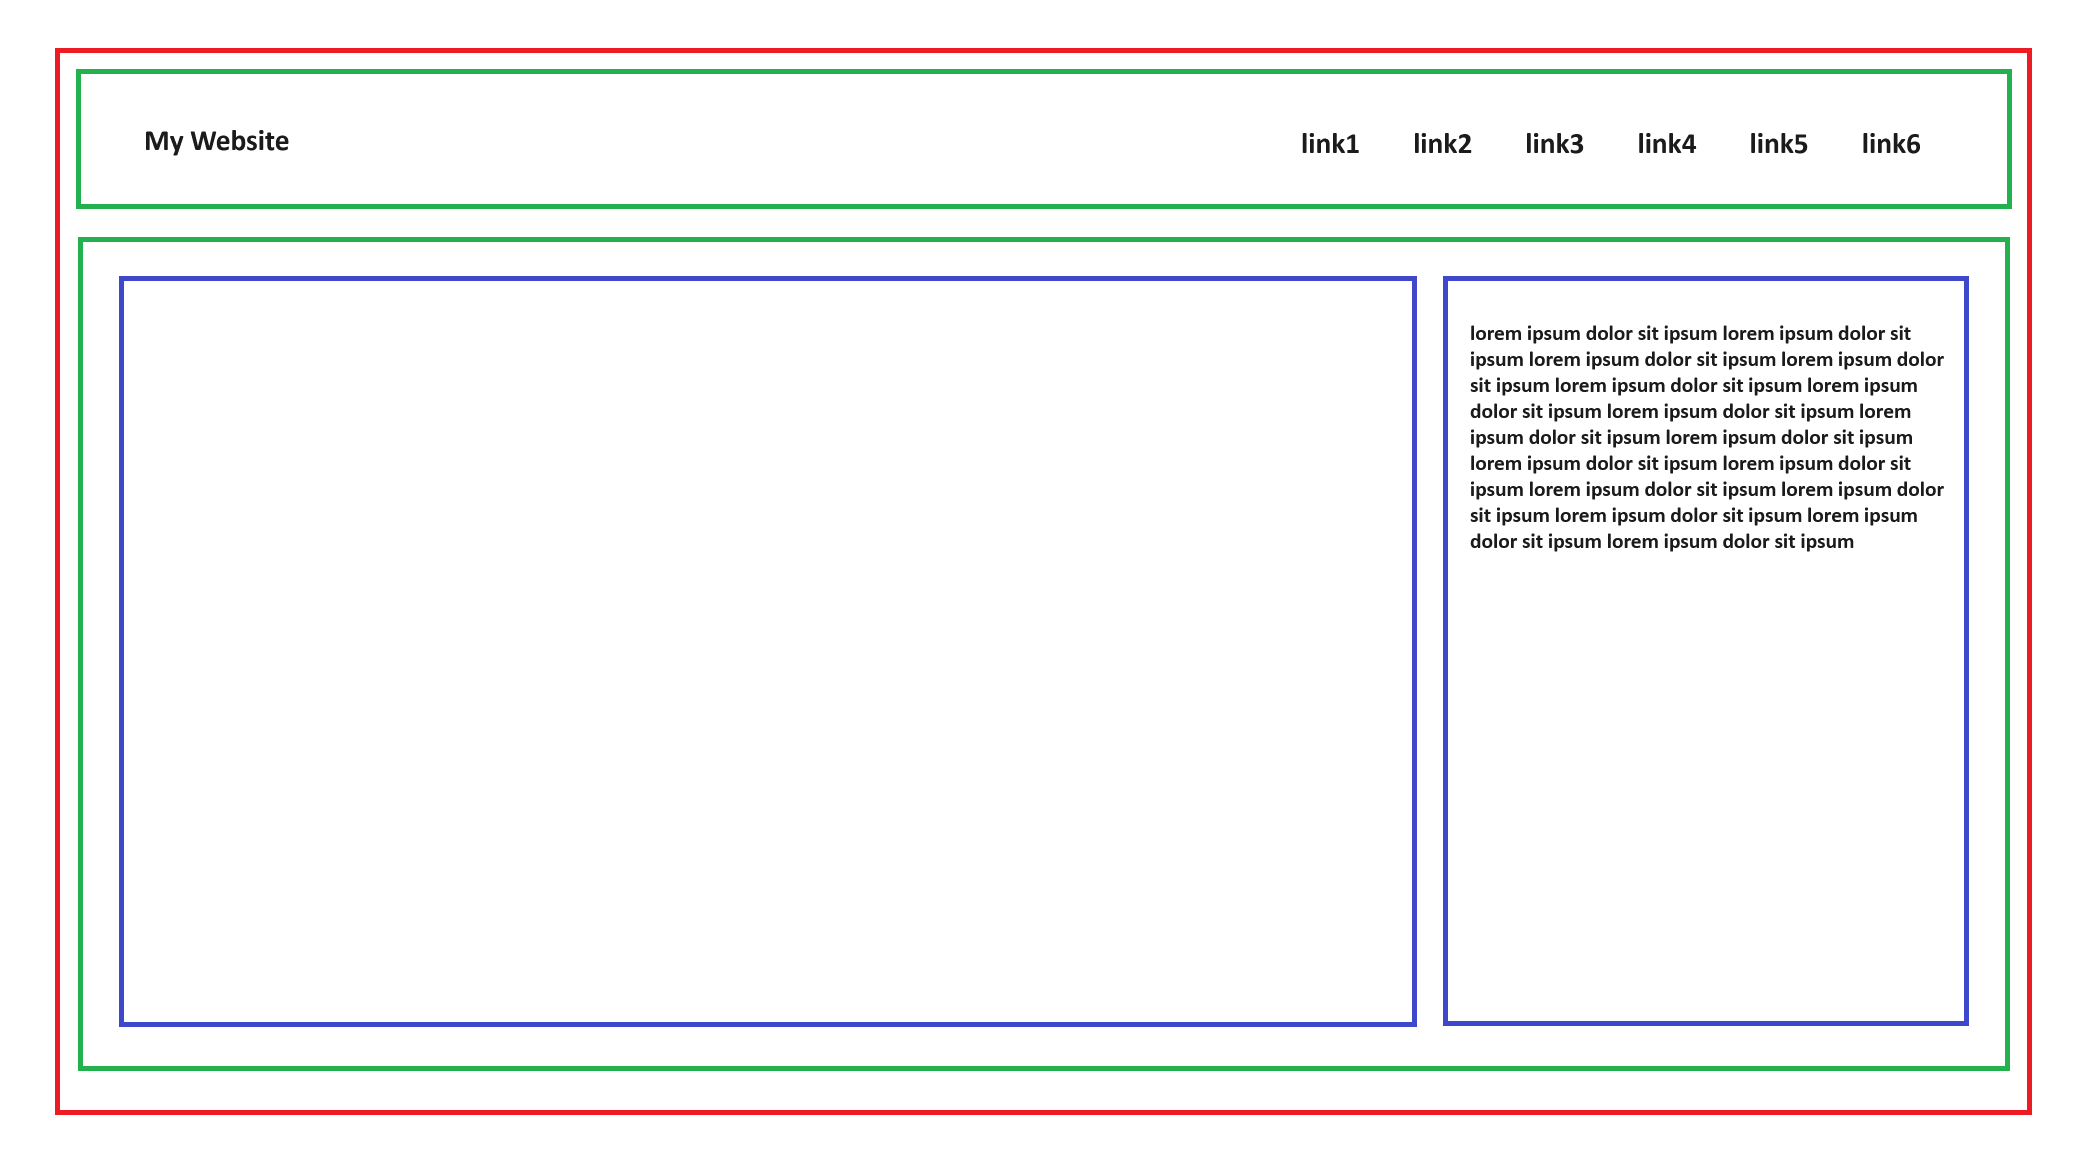 My Website
link1 link2 link3 link4 link5 link6
lorem ipsum dolor sit ipsum lorem ipsum dolor sit
ipsum lorem ipsum dolor sit ipsum lorem ipsum dolor
sit ipsum lorem ipsum dolor sit ipsum lorem ipsum
dolor sit ipsum lorem ipsum dolor sit ipsum lorem
ipsum dolor sit ipsum lorem ipsum dolor sit ipsum
lorem ipsum dolor sit ipsum lorem ipsum dolor sit
ipsum lorem ipsum dolor sit ipsum lorem ipsum dolor
sit ipsum lorem ipsum dolor sit ipsum lorem ipsum
dolor sit ipsum lorem ipsum dolor sit ipsum